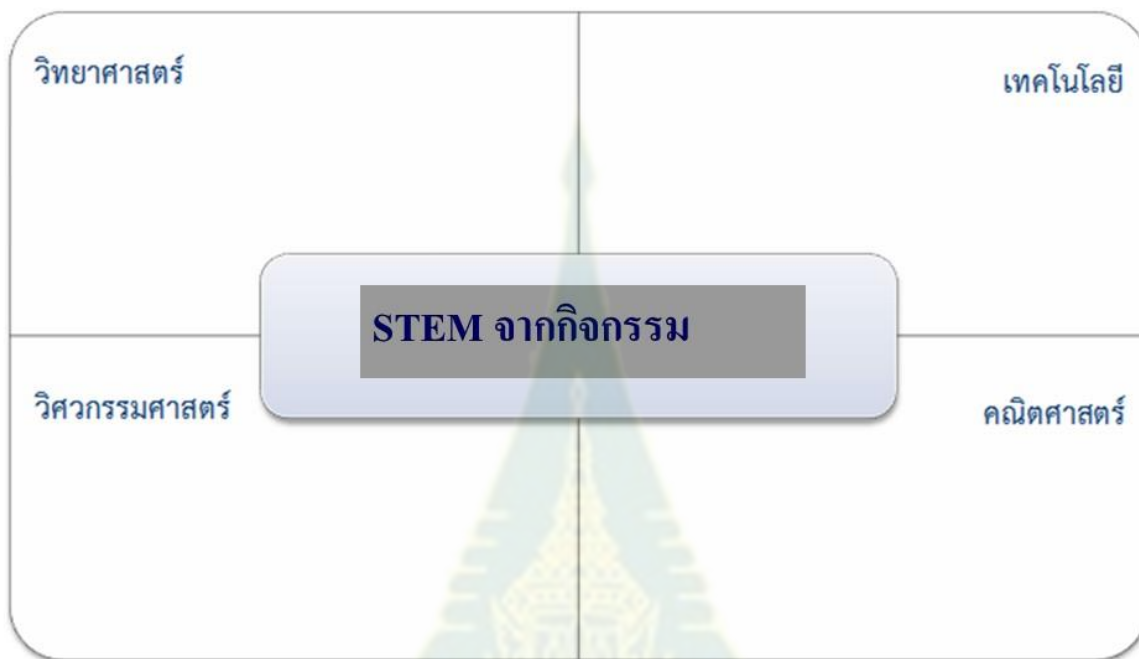 วิทยาศาสตร์
เทคโนโลยี
STEM จากกิจกรรม
วิศวกรรมศาสตร์
คณิตศาสตร์